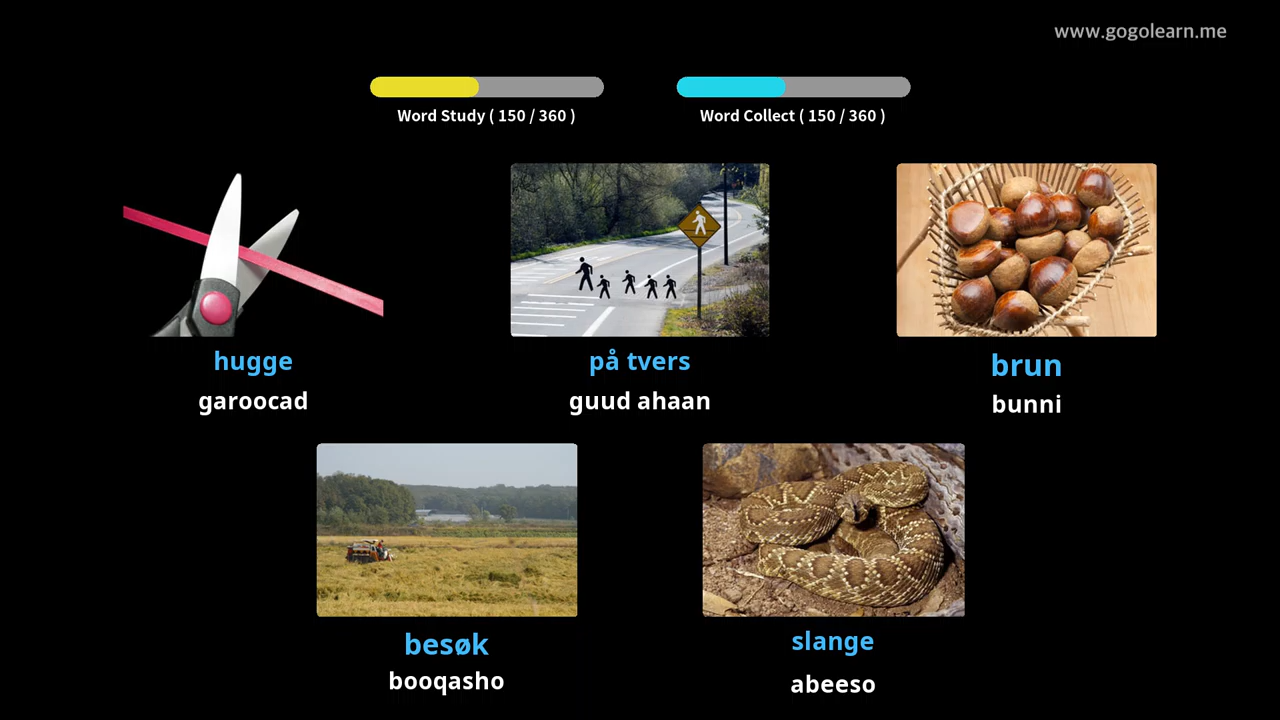 www.gogolearn.me
Word Study ( 150 / 360 )
Word Collect ( 150 / 360 )
hugge
garoocad
på tvers
guud ahaan
brun
bunni
besøk
booqasho
slange
abeeso